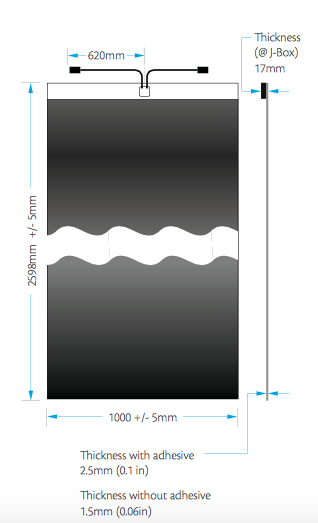 620mm
Thickness
(@ J-Box)
17mm
2598mm +/- 5mm
1000 +/- 5mm
Thickness with adhesive
2.5mm (0.1 in)
Thickness without adhesive
1.5mm (0.06in)